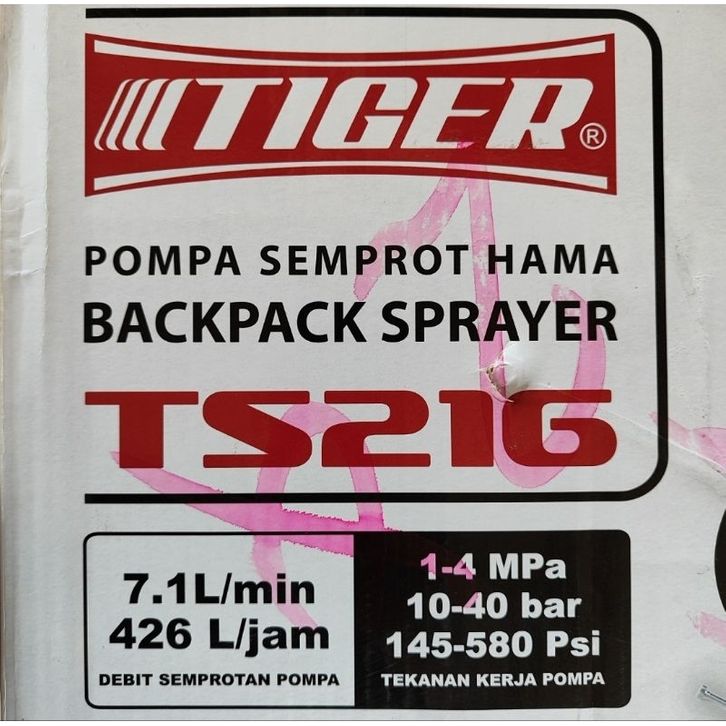 TIGER®
POMPA SEMPROT HAMA
BACKPACK SPRAYER
TS216
7.1L/min
426 L/jam
DEBIT SEMPROTAN POMPA
1-4 MPa
10-40 bar
145-580 Psi
TEKANAN KERJA POMPA